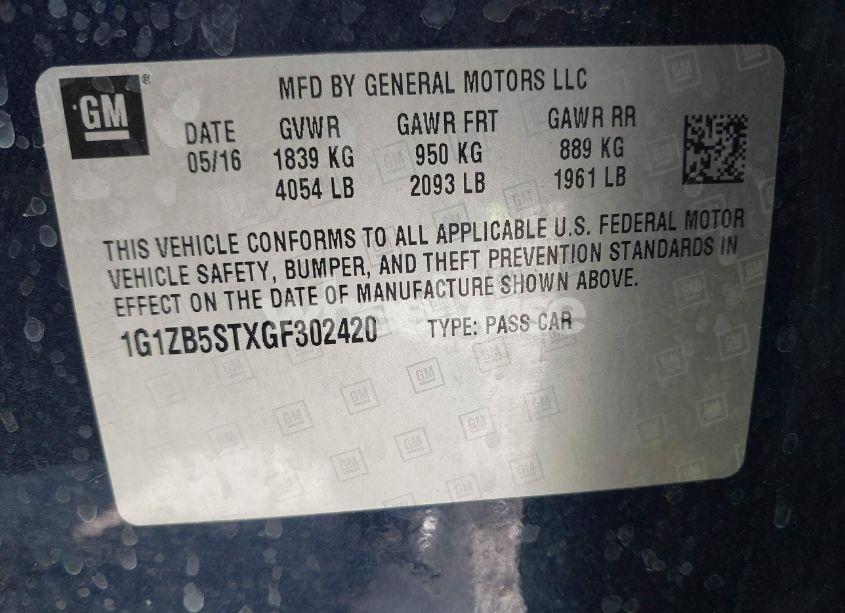 GM ®
MFD BY GENERAL MOTORS LLC
DATE GVWR GAWR FRT GAWR RR
05/16 1839 KG 950 KG 889 KG
4054 LB 2093 LB 1961 LB
THIS VEHICLE CONFORMS TO ALL APPLICABLE U.S. FEDERAL MOTOR
VEHICLE SAFETY, BUMPER, AND THEFT PREVENTION STANDARDS IN
EFFECT ON THE DATE OF MANUFACTURE SHOWN ABOVE.
1G1ZB5STXGF302420 TYPE: PASS CAR